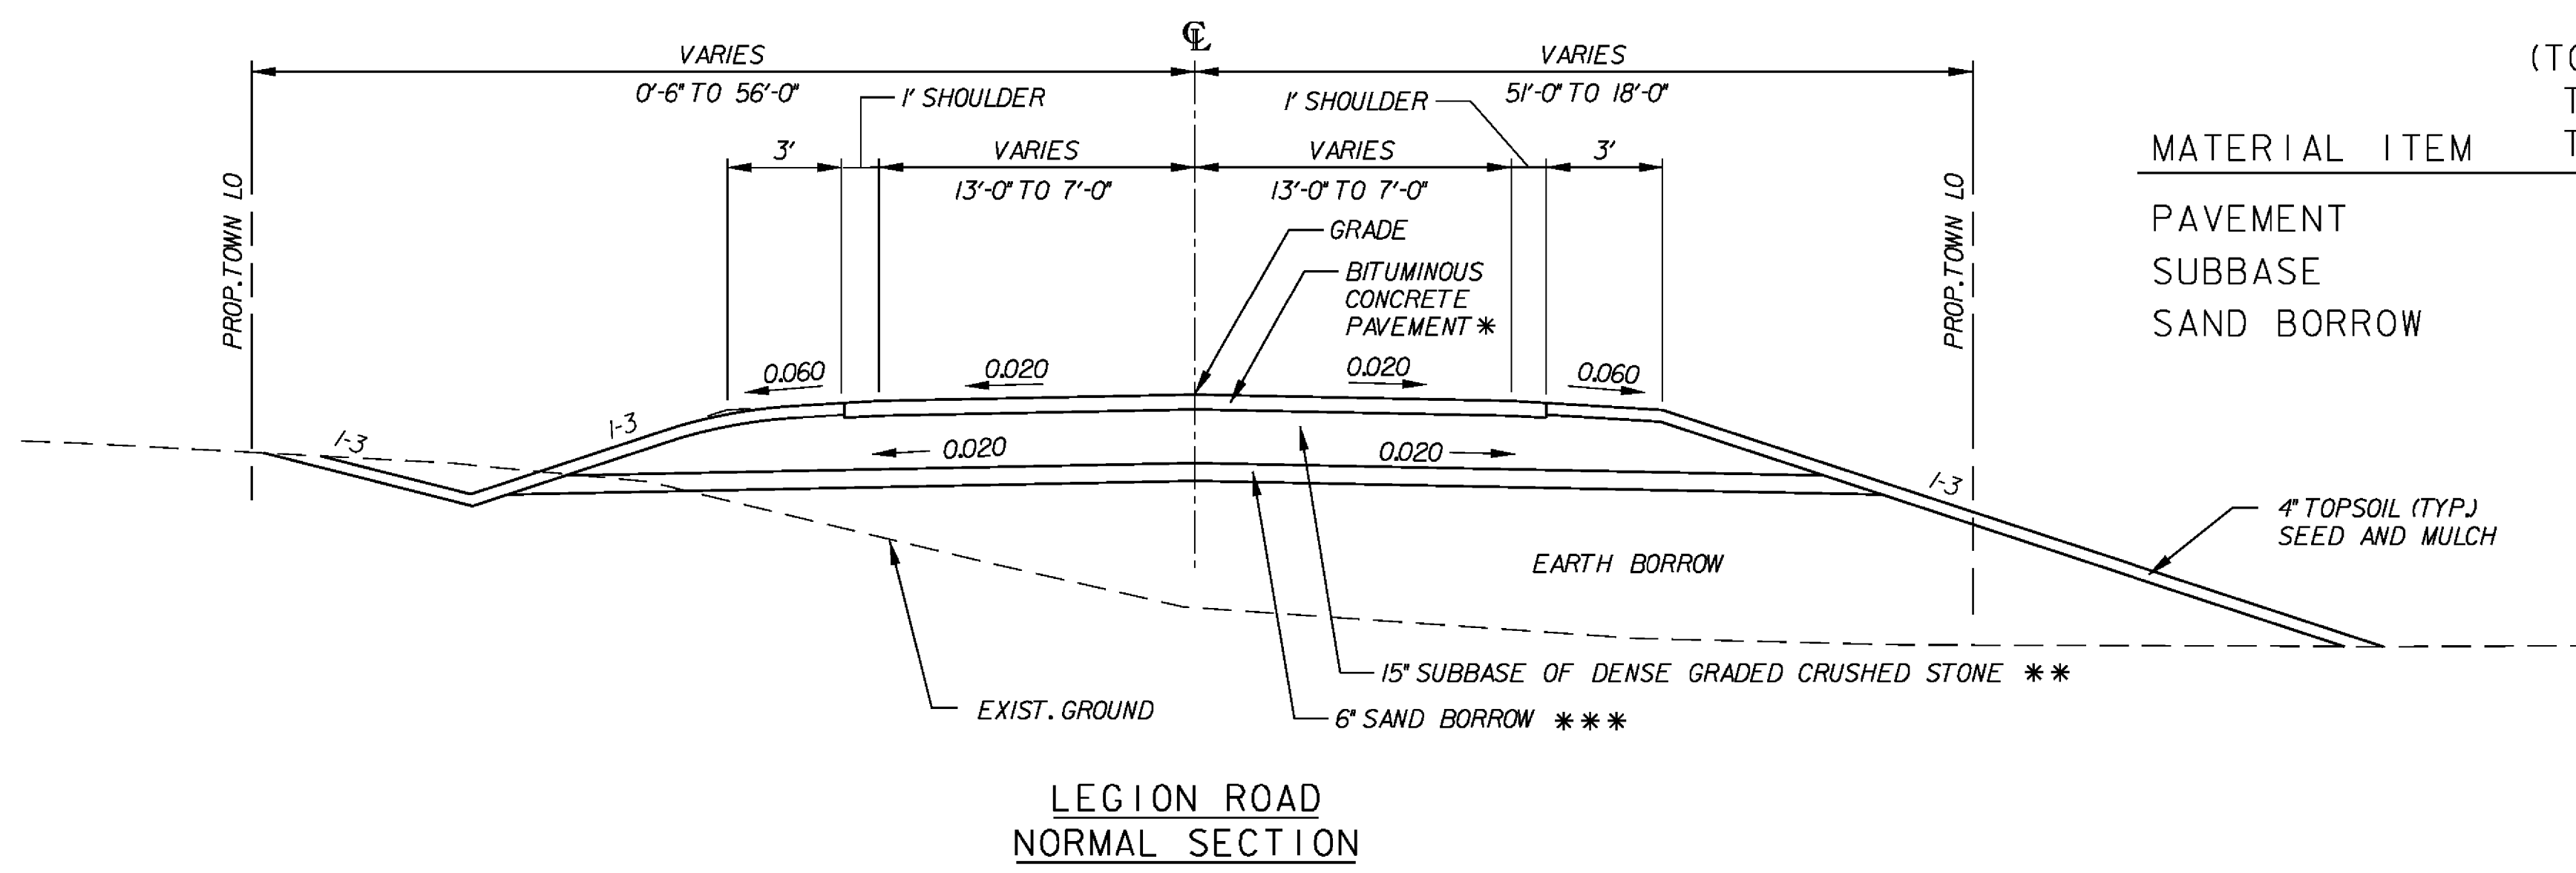 ℄
VARIES
VARIES
0'-6" TO 56'-0"
51'-0" TO 18'-0"
1' SHOULDER
1' SHOULDER
3'
VARIES
VARIES
3'
13'-0" TO 7'-0"
13'-0" TO 7'-0"
PROP. TOWN LO
PROP. TOWN LO
GRADE
BITUMINOUS
CONCRETE
PAVEMENT *
0.060
0.020
0.020
0.060
1-3
1-3
0.020
0.020
1-3
4" TOPSOIL (TYP.)
SEED AND MULCH
EARTH BORROW
15" SUBBASE OF DENSE GRADED CRUSHED STONE * *
EXIST. GROUND
6" SAND BORROW * * *
LEGION ROAD
NORMAL SECTION
(TO
T
MATERIAL ITEM T
PAVEMENT
SUBBASE
SAND BORROW